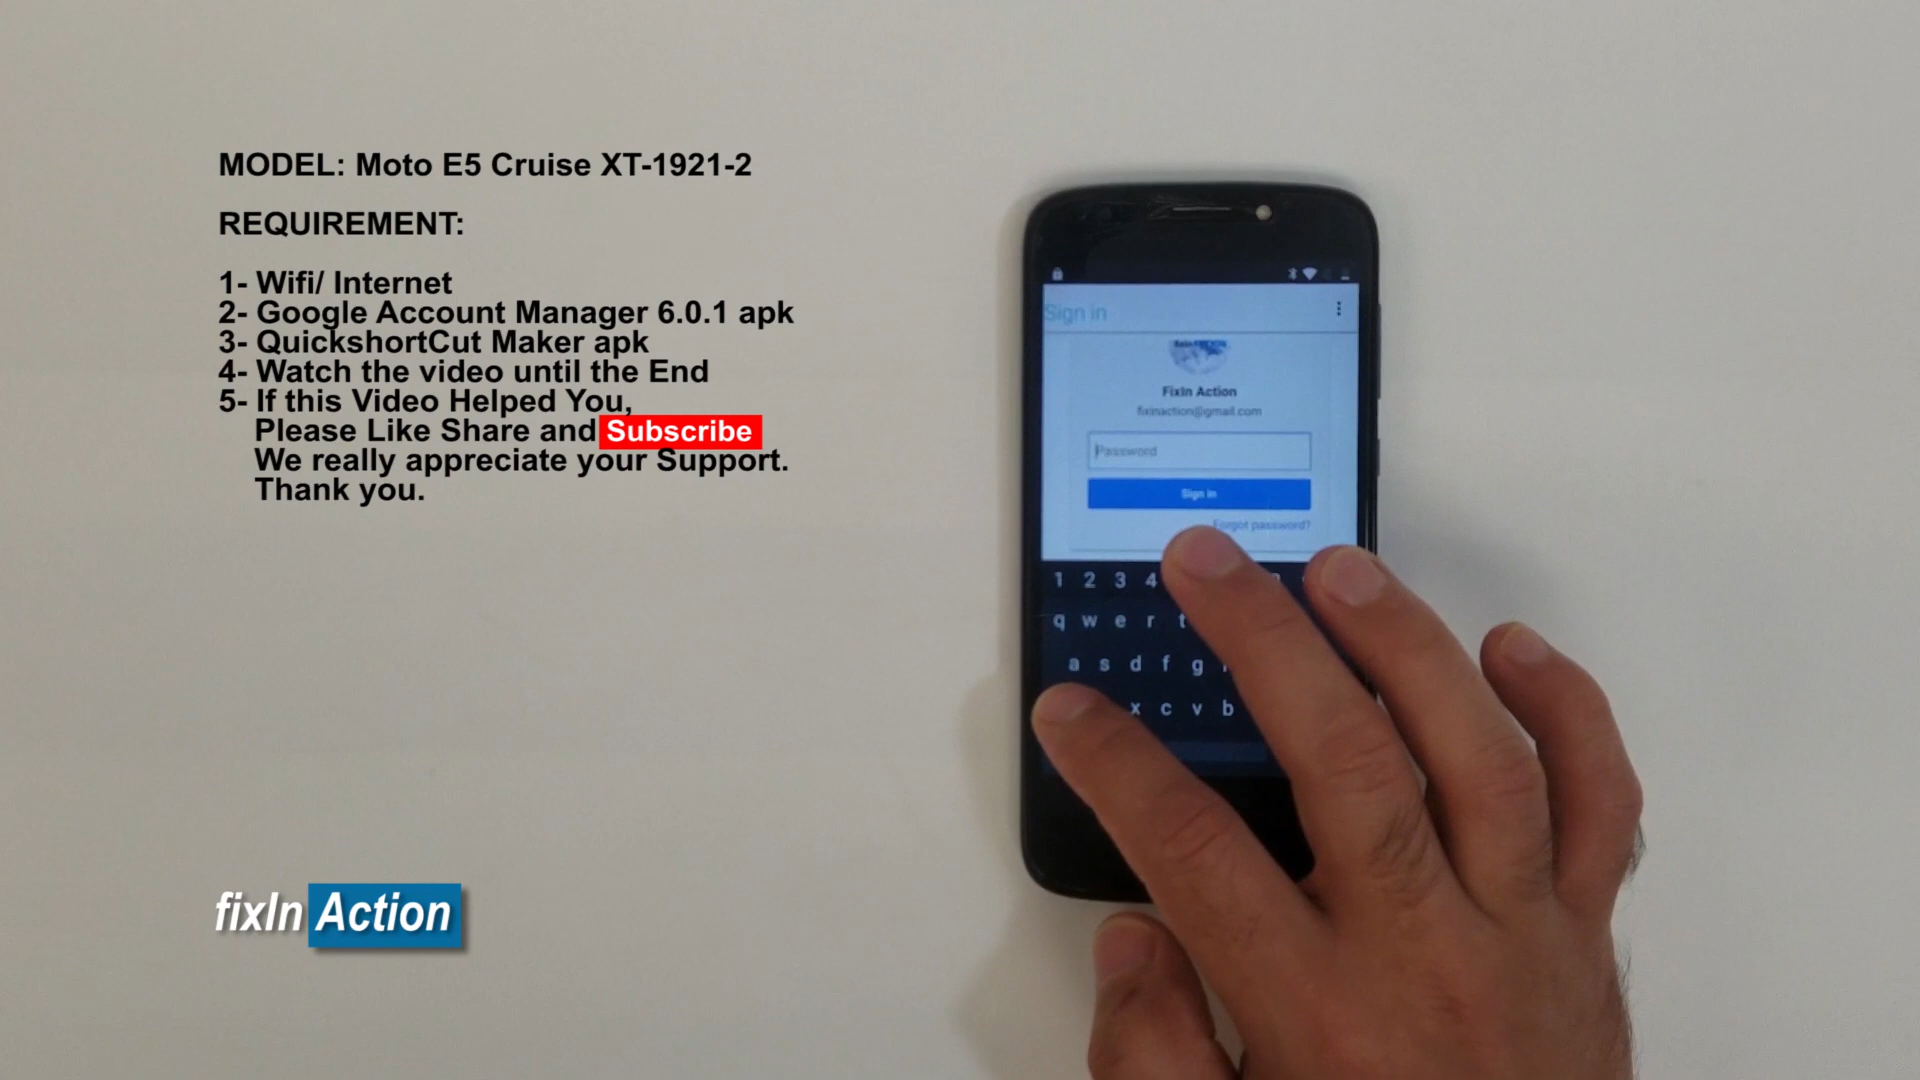 MODEL: Moto E5 Cruise XT-1921-2
REQUIREMENT:
1- Wifi/ Internet
2- Google Account Manager 6.0.1 apk
3- QuickshortCut Maker apk
4- Watch the video until the End
5- If this Video Helped You,
Please Like Share and Subscribe
We really appreciate your Support.
Thank you.
fixIn Action
Sign in
FixIn Action
fixinaction@gmail.com
Password
Sign in
Forgot password?
1 2 3 4
q w e r t
a s d f g
x c v b